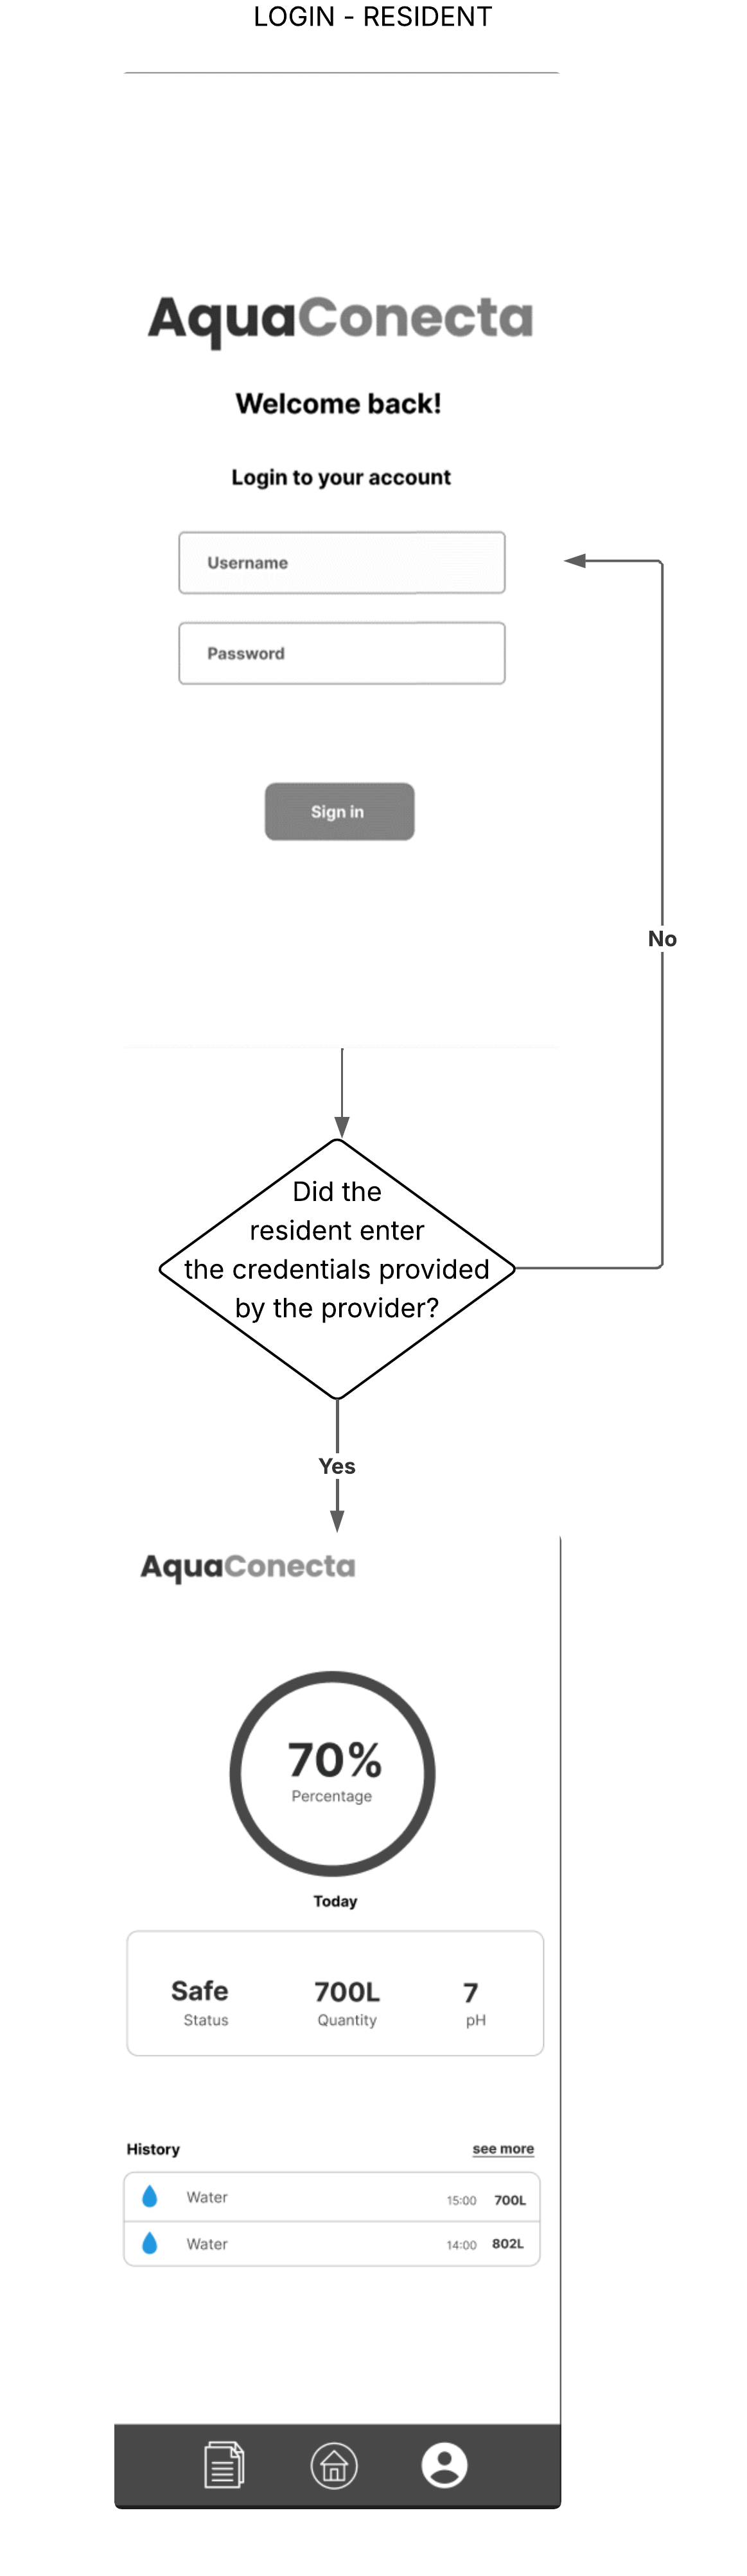 LOGIN - RESIDENT
AquaConecta
Welcome back!
Login to your account
Username
Password
Sign in
No
Did the
resident enter
the credentials provided
by the provider?
Yes
AquaConecta
70%
Percentage
Today
Safe 700L 7
Status Quantity pH
History see more
Water 15:00 700L
Water 14:00 802L